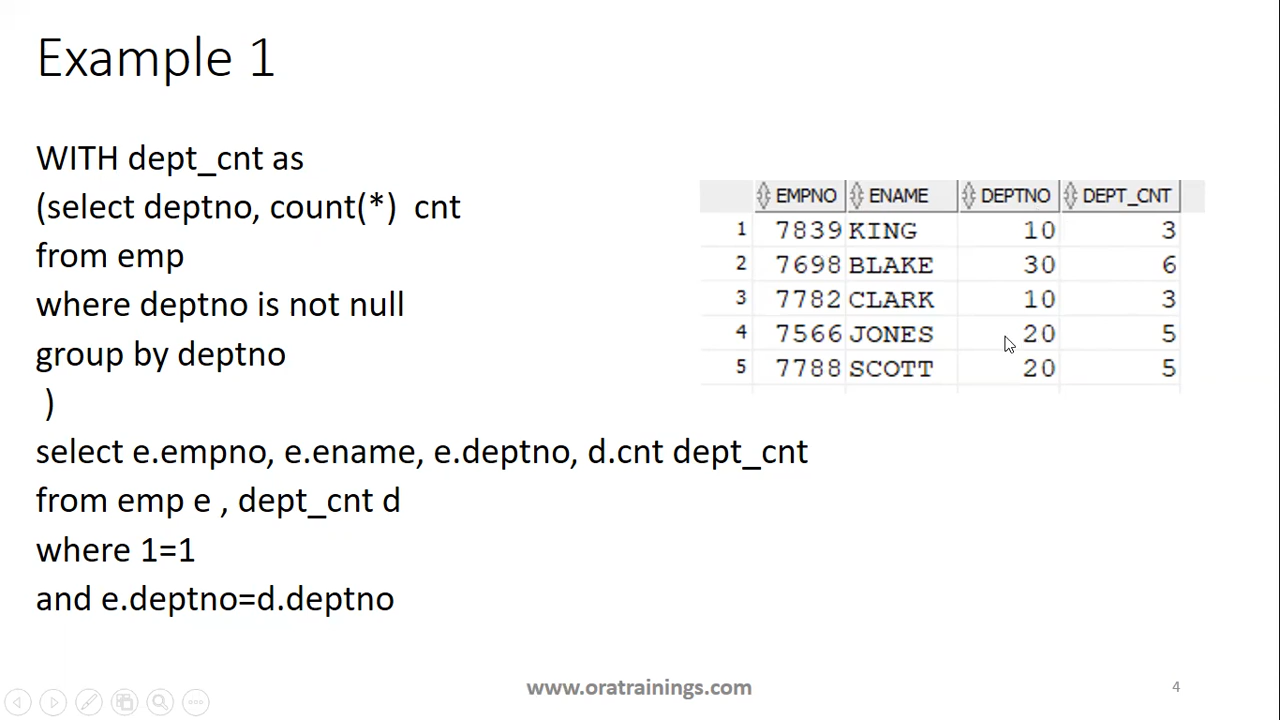 Example 1
WITH dept_cnt as
(select deptno, count(*)  cnt
from emp
where deptno is not null
group by deptno
)
select e.empno, e.ename, e.deptno, d.cnt dept_cnt
from emp e , dept_cnt d
where 1=1
and e.deptno=d.deptno
EMPNO ENAME DEPTNO DEPT_CNT
1 7839 KING 10 3
2 7698 BLAKE 30 6
3 7782 CLARK 10 3
4 7566 JONES 20 5
5 7788 SCOTT 20 5
www.oratrainings.com
4